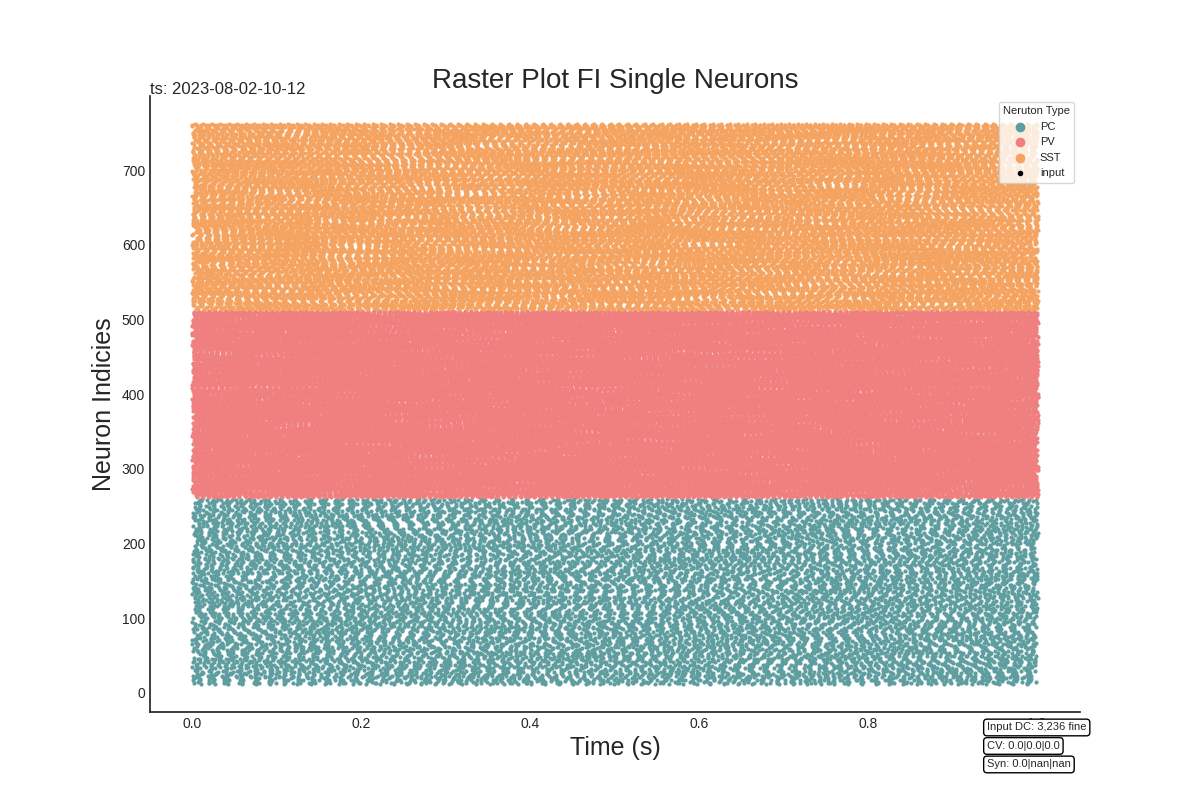 Raster Plot FI Single Neurons
ts: 2023-08-02-10-12
Neruton Type
PC
PV
SST
input
Neuron Indicies
700
600
500
400
300
200
100
0
0.0
0.2
0.4
0.6
0.8
Time (s)
Input DC: 3,236 fine
CV: 0.0|0.0|0.0
Syn: 0.0|nan|nan